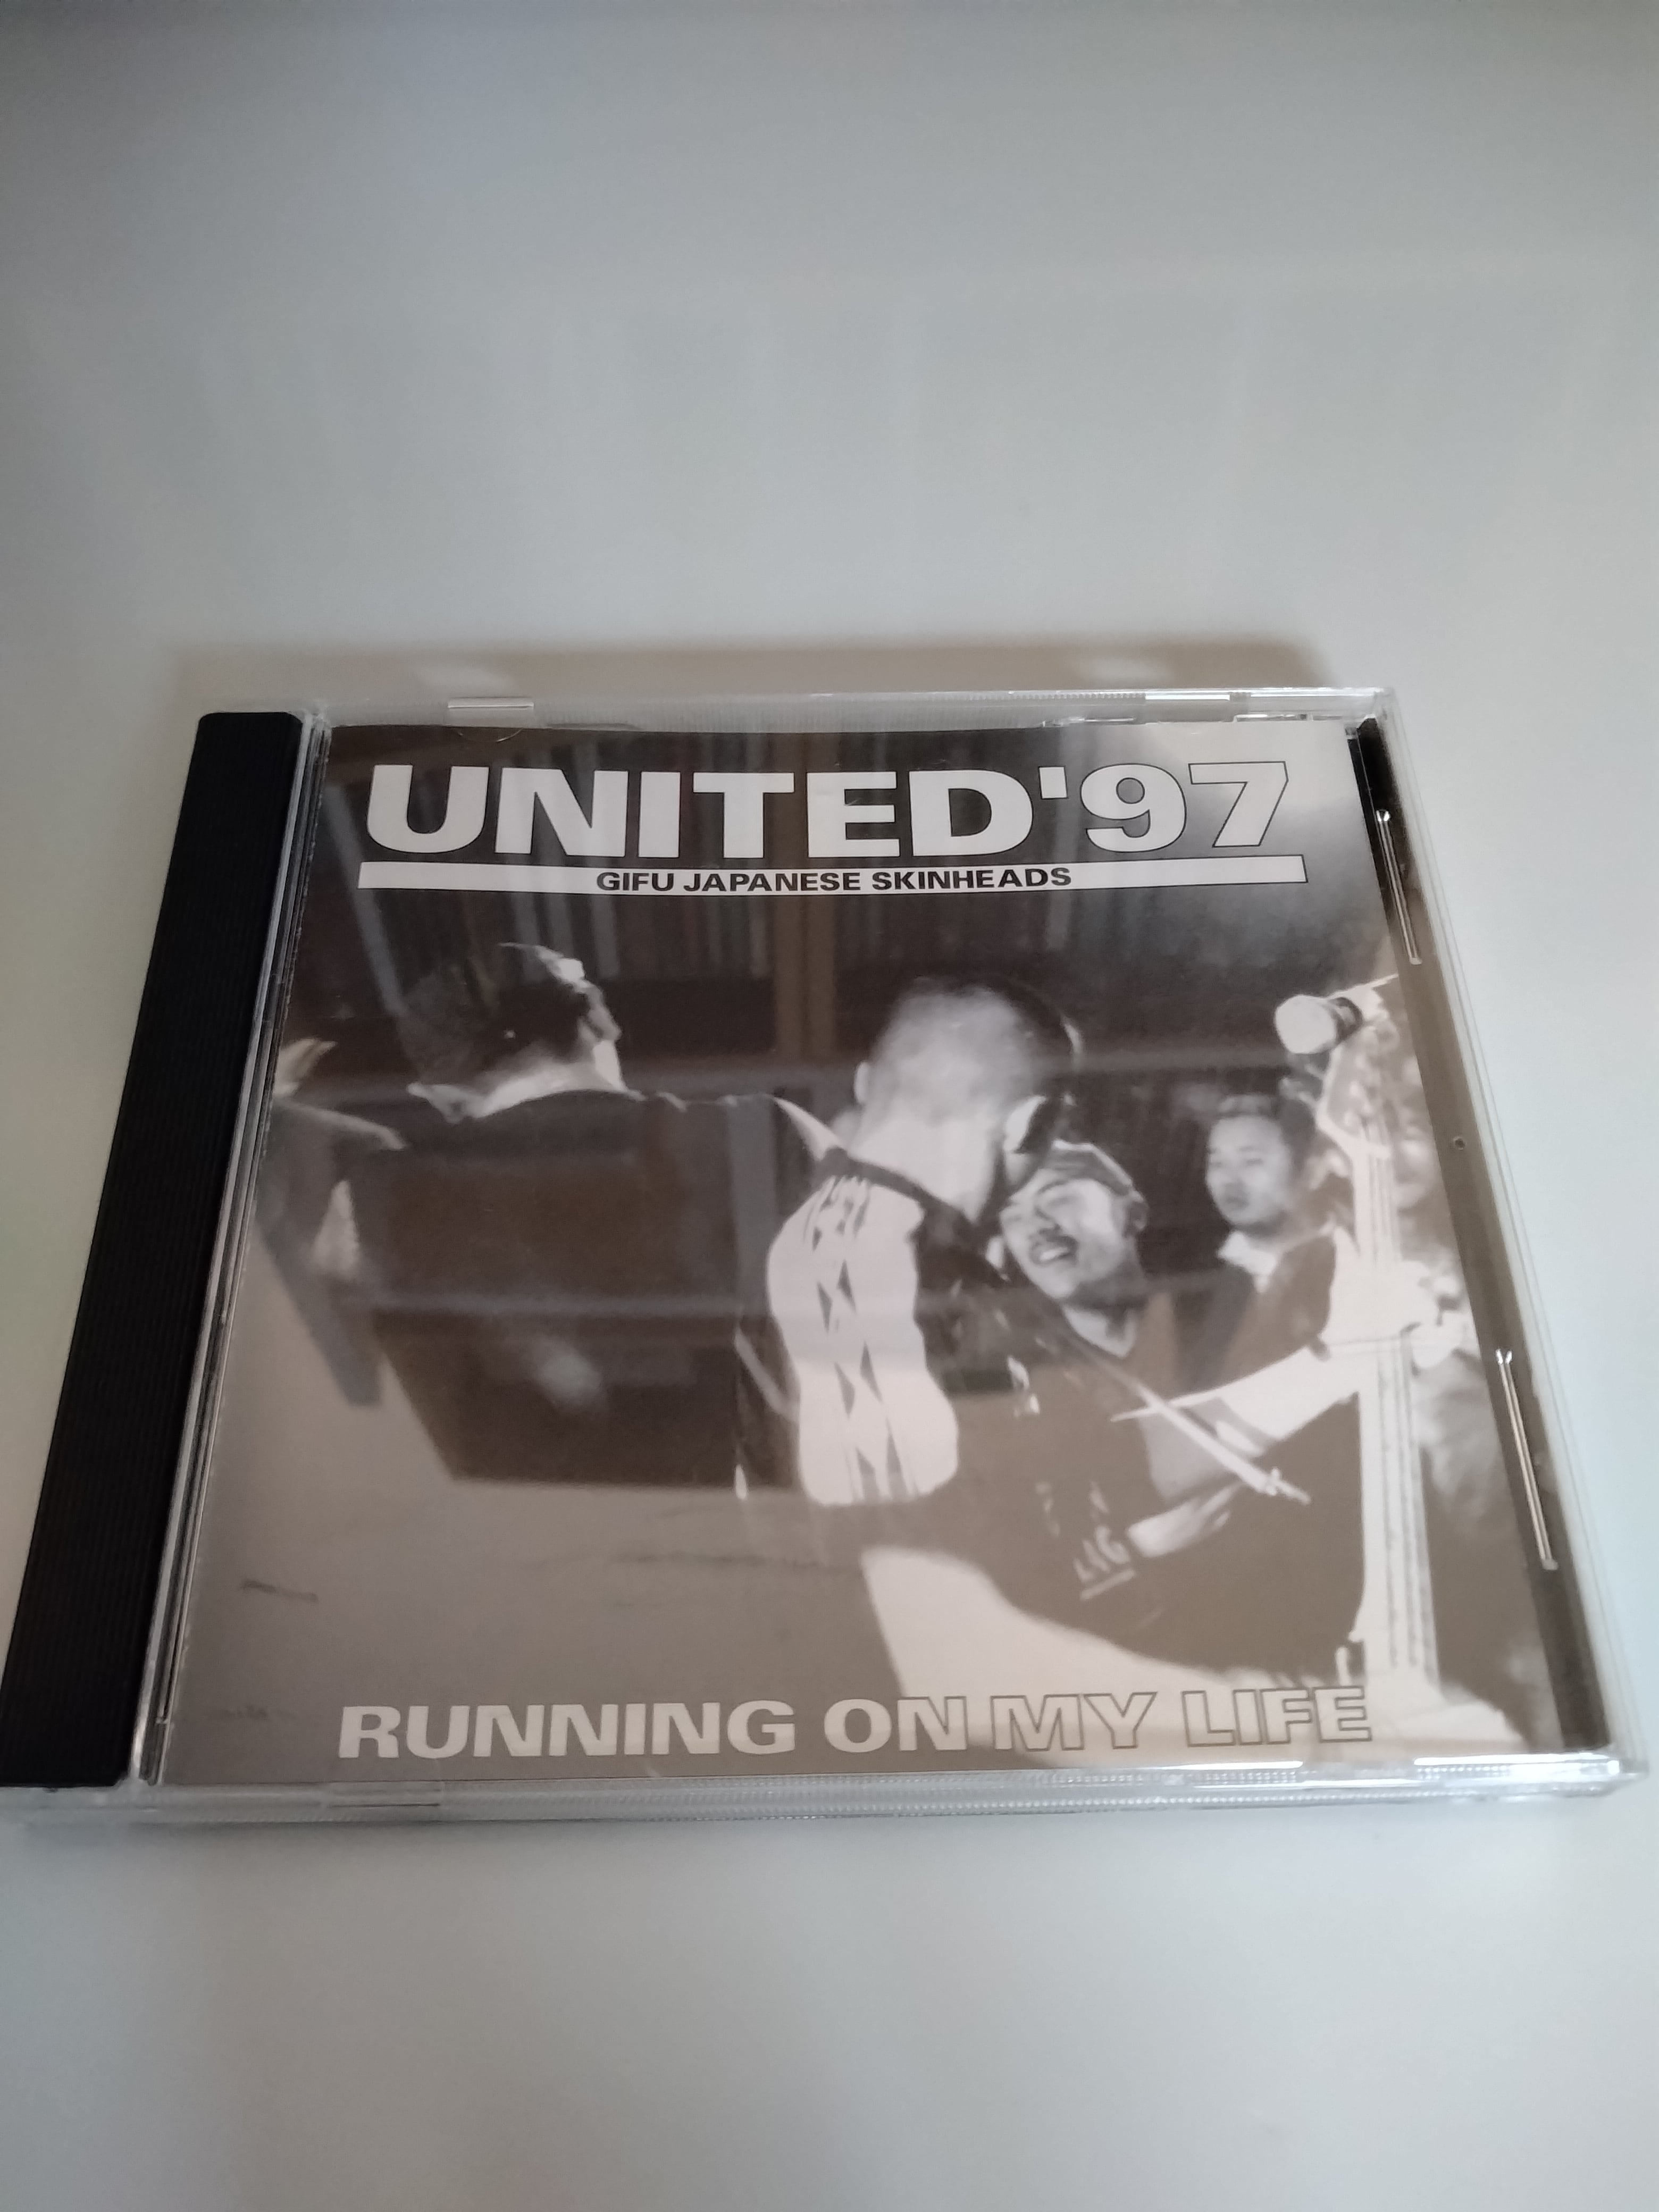 UNITED'97
GIFU JAPANESE SKINHEADS
RUNNING ON MY LIFE